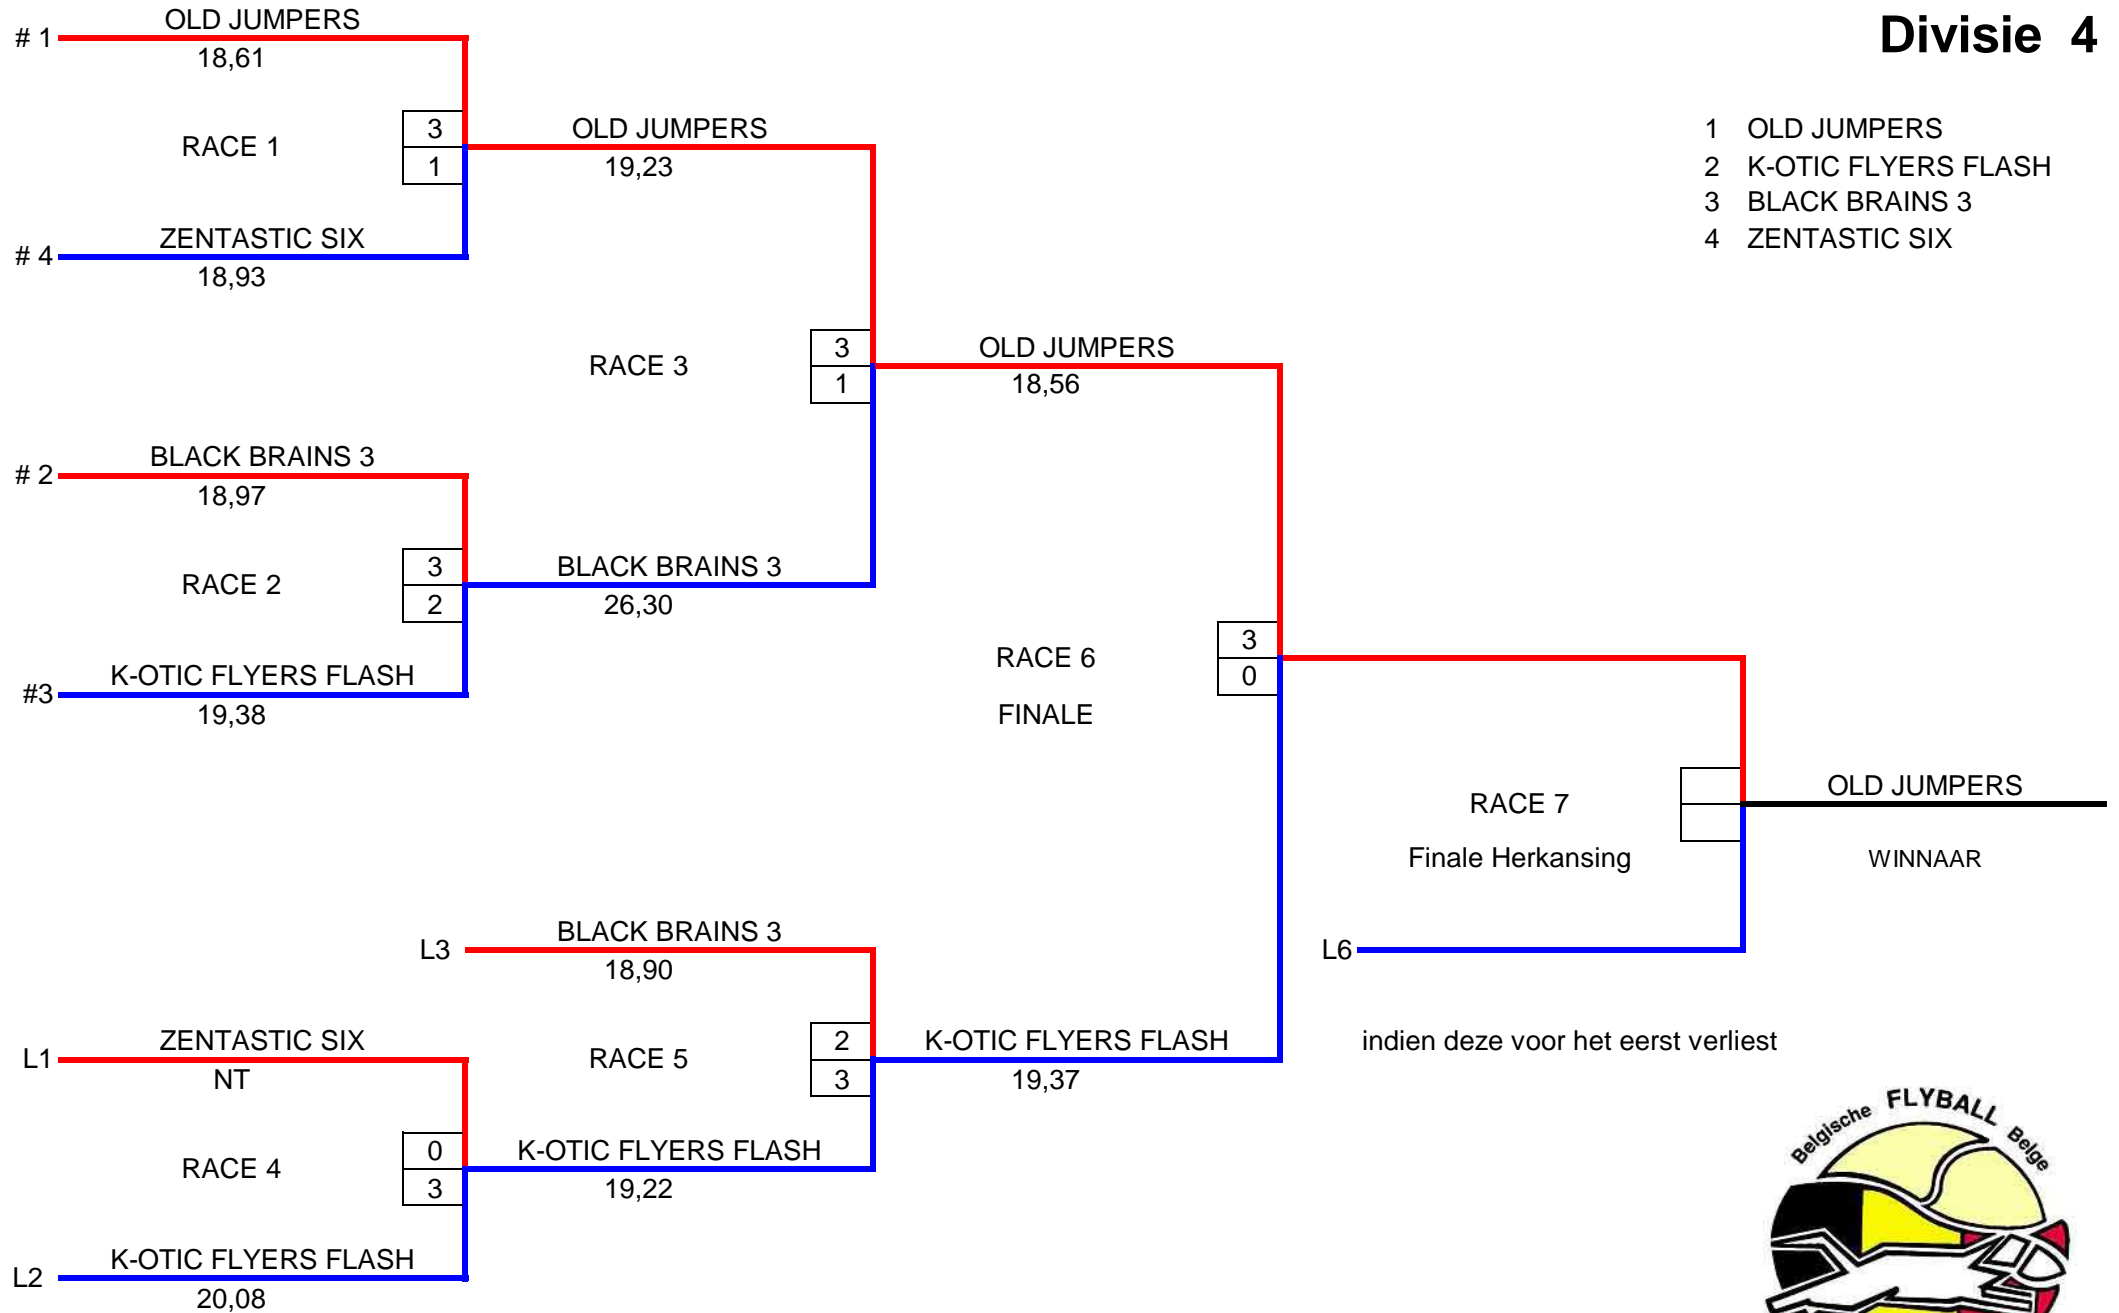 OLD JUMPERS
# 1
18,61
Divisie 4
RACE 1
3
1
OLD JUMPERS
19,23
1 OLD JUMPERS
2 K-OTIC FLYERS FLASH
3 BLACK BRAINS 3
4 ZENTASTIC SIX
ZENTASTIC SIX
# 4
18,93
RACE 3
3
1
OLD JUMPERS
18,56
BLACK BRAINS 3
# 2
18,97
RACE 2
3
2
BLACK BRAINS 3
26,30
K-OTIC FLYERS FLASH
#3
19,38
RACE 6
3
0
FINALE
RACE 7
Finale Herkansing
OLD JUMPERS
WINNAAR
L3
BLACK BRAINS 3
18,90
L6
indien deze voor het eerst verliest
ZENTASTIC SIX
L1
NT
RACE 5
2
3
K-OTIC FLYERS FLASH
19,37
RACE 4
0
3
K-OTIC FLYERS FLASH
19,22
K-OTIC FLYERS FLASH
L2
20,08
Belgische FLYBALL Belge